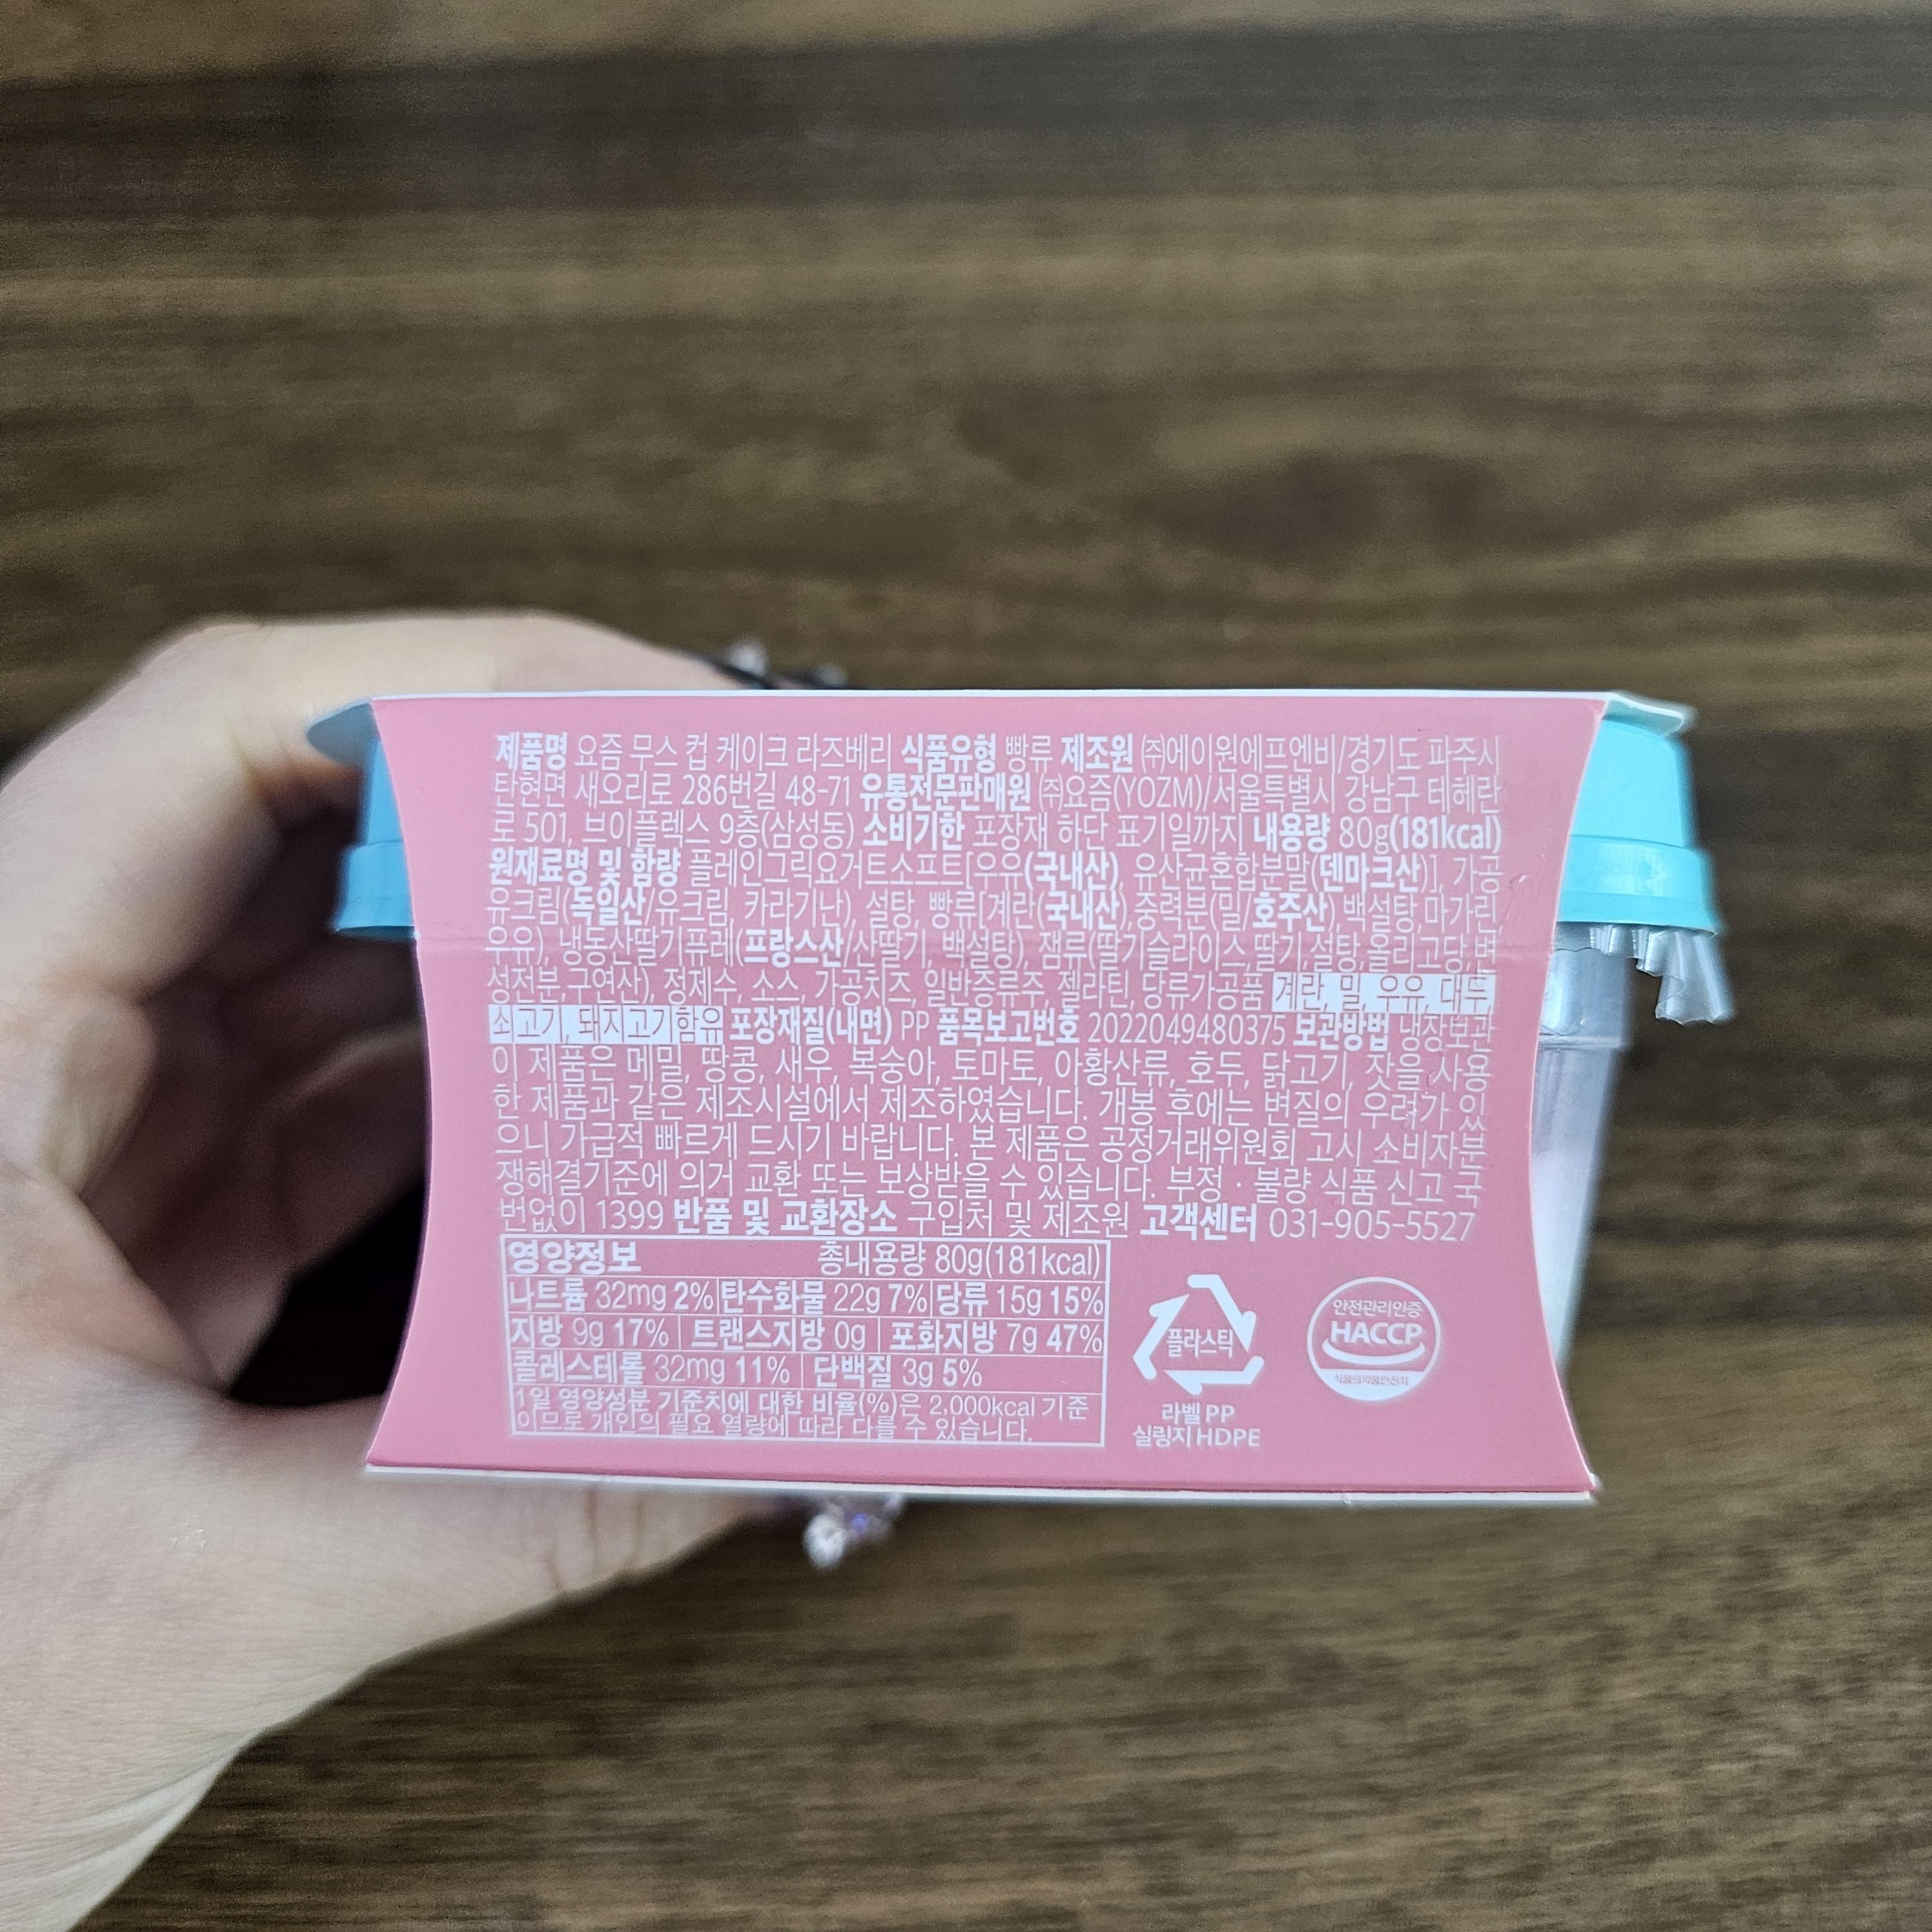 제품명 요즘 무스 컵 케이크 라즈베리 식품유형 빵류 제조원 ㈜에이원에프엔비/경기도 파주시
탄현면 새오리로 286번길 48-71 유통전문판매원 ㈜요즘(YOZM)/서울특별시 강남구 테헤란
로 501, 브이플렉스 9층(삼성동) 소비기한 포장재 하단 표기일까지 내용량 80g(181kcal)
원재료명 및 함량 플레인그릭요거트소프트[우유(국내산), 유산균혼합분말(덴마크산)], 가공
유크림(독일산/유크림, 카라기난), 설탕, 빵류[계란(국내산),중력분(밀/호주산),백설탕,마가린,
우유), 냉동산딸기퓨레(프랑스산/산딸기, 백설탕), 잼류(딸기슬라이스,딸기,설탕,올리고당,변
성전분,구연산), 정제수, 소스, 가공치즈, 일반증류주, 젤라틴, 당류가공품 계란, 밀, 우유, 대두,
쇠고기, 돼지고기함유 포장재질(내면) PP 품목보고번호 2022049480375 보관방법 냉장보관
이 제품은 메밀, 땅콩, 새우, 복숭아, 토마토, 아황산류, 호두, 닭고기, 잣을 사용
한 제품과 같은 제조시설에서 제조하였습니다. 개봉 후에는 변질의 우려가 있
으니 가급적 빠르게 드시기 바랍니다. 본 제품은 공정거래위원회 고시 소비자분
쟁해결기준에 의거 교환 또는 보상받을 수 있습니다. 부정 · 불량 식품 신고 국
번없이 1399 반품 및 교환장소 구입처 및 제조원 고객센터 031-905-5527
영양정보 총내용량 80g(181kcal)
나트륨 32mg 2% 탄수화물 22g 7% 당류 15g 15%
지방 9g 17% 트랜스지방 0g 포화지방 7g 47%
콜레스테롤 32mg 11% 단백질 3g 5%
1일 영양성분 기준치에 대한 비율(%)은 2,000kcal 기준
이므로 개인의 필요 열량에 따라 다를 수 있습니다.
플라스틱
라벨 PP
실링지 HDPE
안전관리인증
HACCP
식품의약품안전처